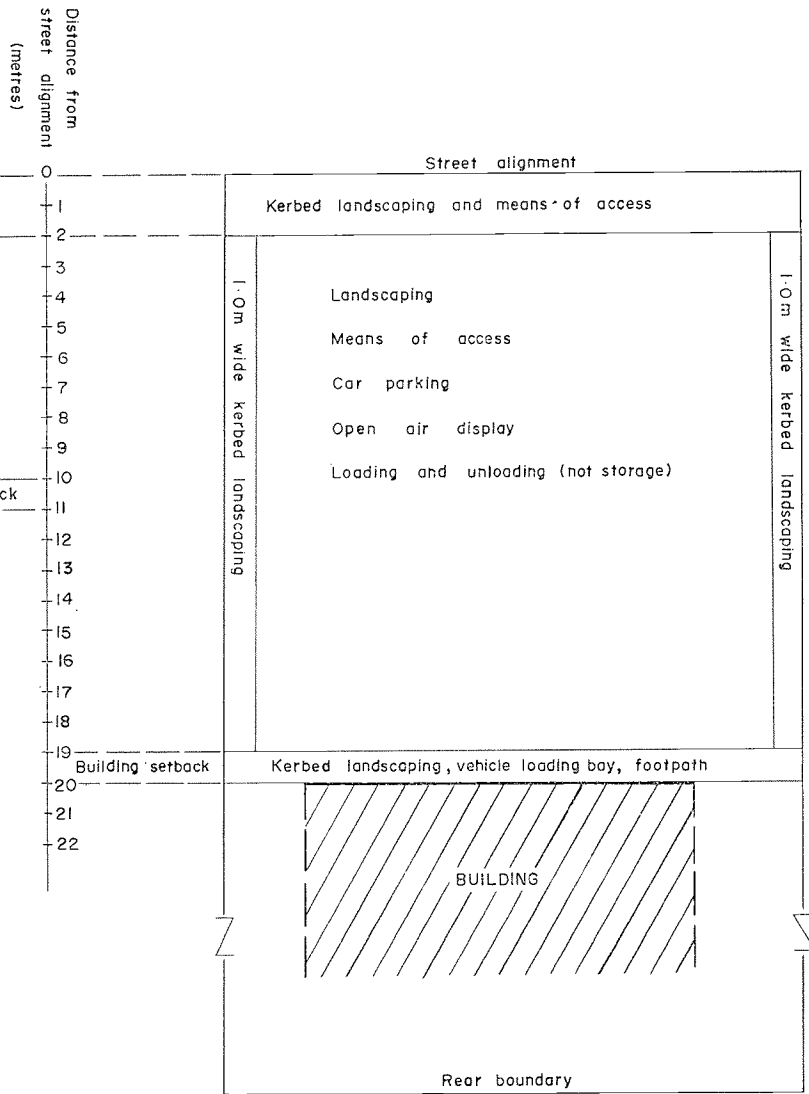 Distance from
street alignment
(metres)
Street alignment
0
1
2
3
4
5
6
7
8
9
10
11
12
13
14
15
16
17
18
19
20
21
22
Kerbed landscaping and means of access
1·0m wide kerbed landscaping
Landscaping
Means of access
Car parking
Open air display
Loading and unloading (not storage)
1·0m wide kerbed landscaping
ck
Building setback
Kerbed landscaping, vehicle loading bay, footpath
BUILDING
Rear boundary